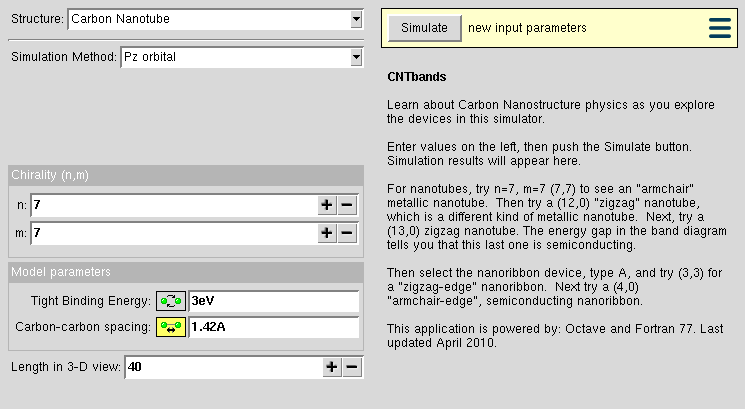 Structure: Carbon Nanotube
Simulation Method: Pz orbital
Chirality (n,m)
n: 7
m: 7
Model parameters
Tight Binding Energy: 3eV
Carbon-carbon spacing: 1.42A
Length in 3-D view: 40
Simulate new input parameters
CNTbands
Learn about Carbon Nanostructure physics as you explore
the devices in this simulator.
Enter values on the left, then push the Simulate button.
Simulation results will appear here.
For nanotubes, try n=7, m=7 (7,7) to see an "armchair"
metallic nanotube. Then try a (12,0) "zigzag" nanotube,
which is a different kind of metallic nanotube. Next, try a
(13,0) zigzag nanotube. The energy gap in the band diagram
tells you that this last one is semiconducting.
Then select the nanoribbon device, type A, and try (3,3) for
a "zigzag-edge" nanoribbon. Next try a (4,0)
"armchair-edge", semiconducting nanoribbon.
This application is powered by: Octave and Fortran 77. Last
updated April 2010.